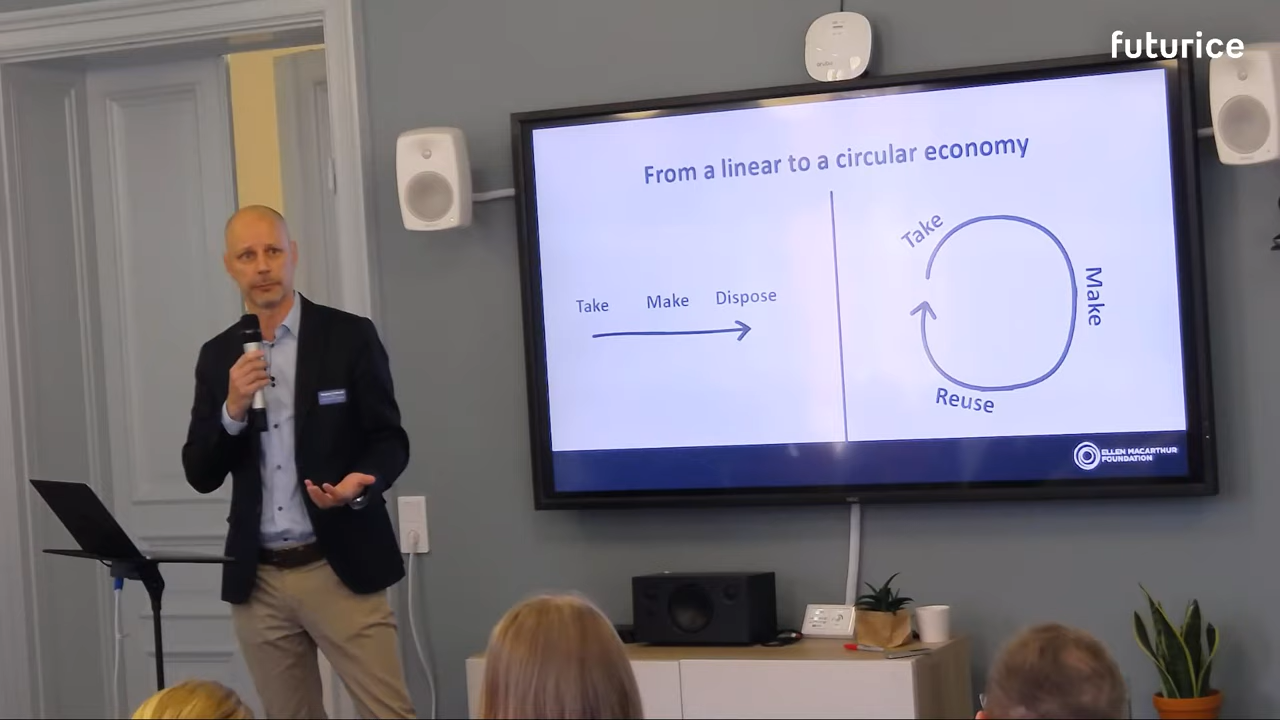 futurice
From a linear to a circular economy
Take Make Dispose
Take
Make
Reuse
ELLEN MACARTHUR
FOUNDATION